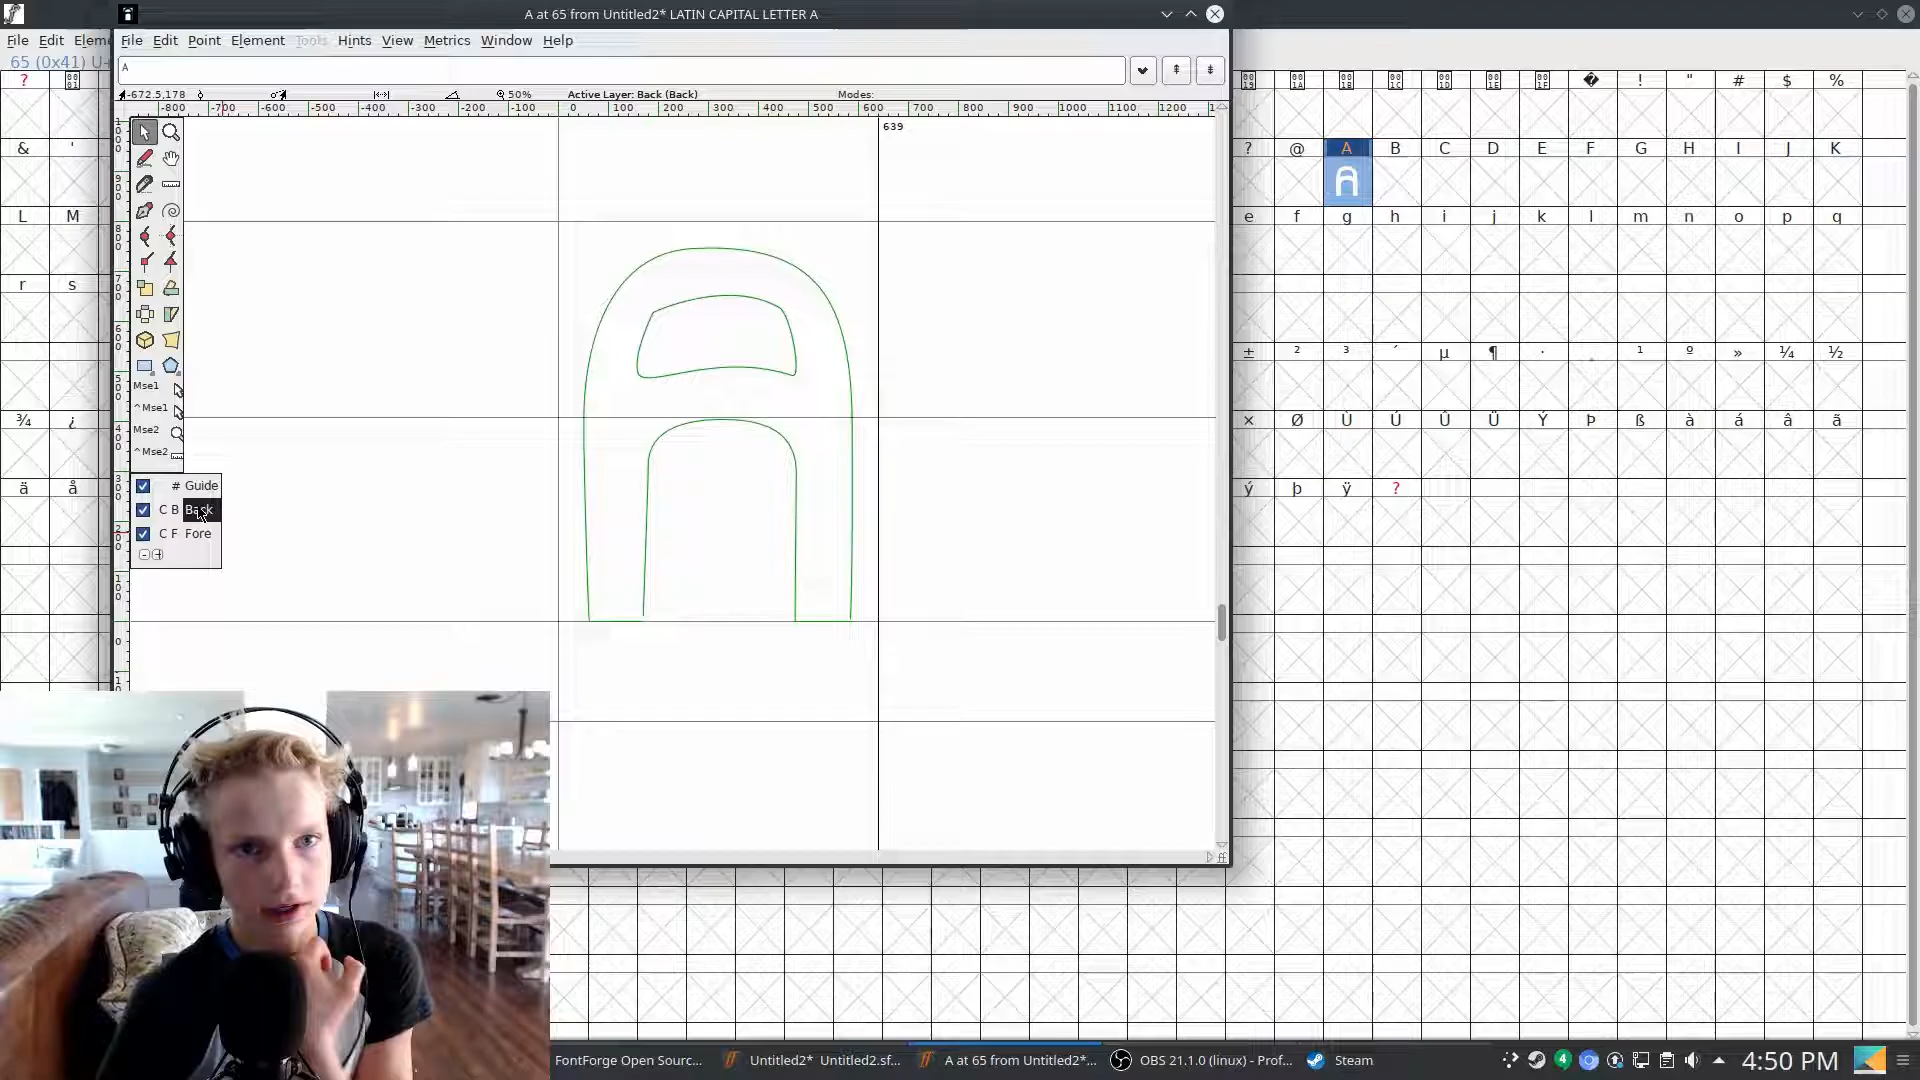 A at 65 from Untitled2* LATIN CAPITAL LETTER A
File Edit Eleme
File Edit Point Element Tools Hints View Metrics Window Help
65 (0x41) U-
A
-672.5,178 50% Active Layer: Back (Back) Modes:
-800 -700 -600 -500 -400 -300 -200 -100 0 100 200 300 400 500 600 700 800 900 1000 1100 1200
639
? � ! " # $ %
& ' ? @ A B C D E F G H I J K
L M e f g h i j k l m n o p q
r s ± ² ³ ´ µ ¶ · ¸ ¹ º » ¼ ½
¾ ¿ × Ø Ù Ú Û Ü Ý Þ ß à á â ã
ä å ý þ ÿ ?
Mse1
^Mse1
Mse2
^Mse2
# Guide
C B Back
C F Fore
FontForge Open Sourc...
Untitled2* Untitled2.sf...
A at 65 from Untitled2*...
OBS 21.1.0 (linux) - Prof...
Steam
4
4:50 PM